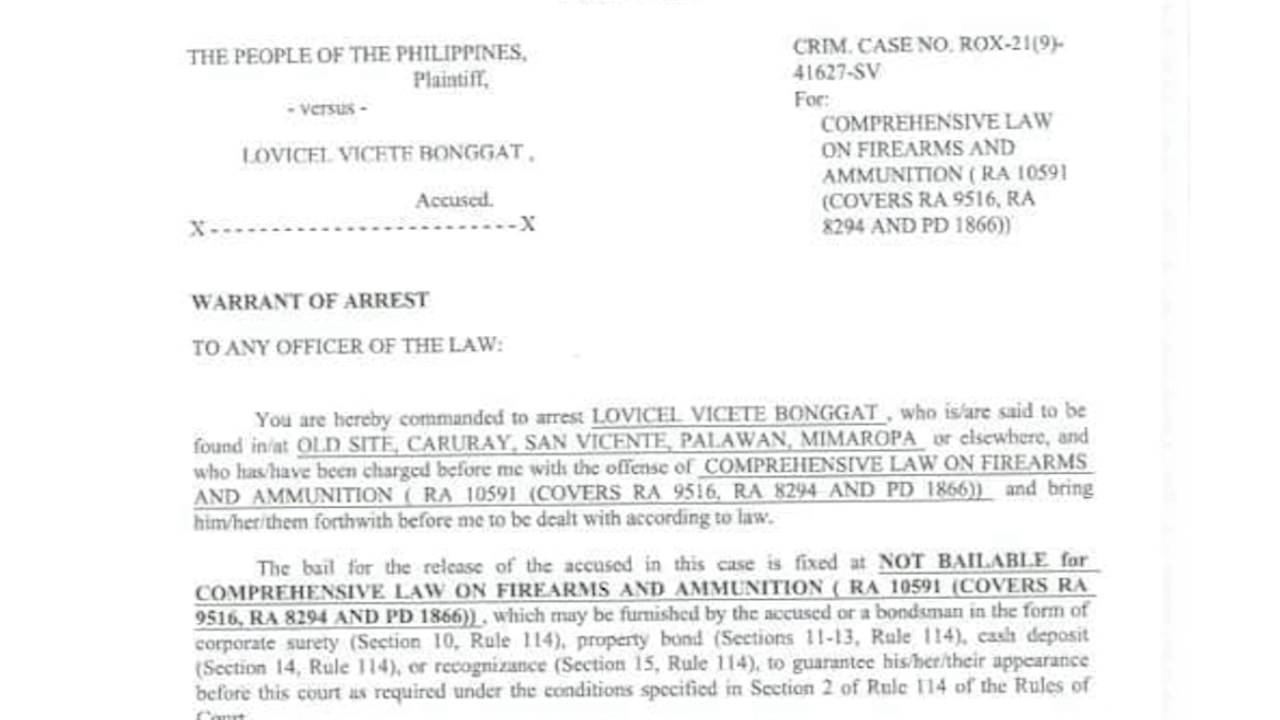 THE PEOPLE OF THE PHILIPPINES,
Plaintiff,
- versus -
LOVICEL VICETE BONGGAT ,
Accused.
X-------------------------X
CRIM. CASE NO. ROX-21(9)-
41627-SV
For:
COMPREHENSIVE LAW
ON FIREARMS AND
AMMUNITION ( RA 10591
(COVERS RA 9516, RA
8294 AND PD 1866))
WARRANT OF ARREST
TO ANY OFFICER OF THE LAW:
You are hereby commanded to arrest LOVICEL VICETE BONGGAT , who is/are said to be
found in/at OLD SITE, CARURAY, SAN VICENTE, PALAWAN, MIMAROPA or elsewhere, and
who has/have been charged before me with the offense of COMPREHENSIVE LAW ON FIREARMS
AND AMMUNITION ( RA 10591 (COVERS RA 9516, RA 8294 AND PD 1866)) and bring
him/her/them forthwith before me to be dealt with according to law.
The bail for the release of the accused in this case is fixed at NOT BAILABLE for
COMPREHENSIVE LAW ON FIREARMS AND AMMUNITION ( RA 10591 (COVERS RA
9516, RA 8294 AND PD 1866)) , which may be furnished by the accused or a bondsman in the form of
corporate surety (Section 10, Rule 114), property bond (Sections 11-13, Rule 114), cash deposit
(Section 14, Rule 114), or recognizance (Section 15, Rule 114), to guarantee his/her/their appearance
before this court as required under the conditions specified in Section 2 of Rule 114 of the Rules of
Court.